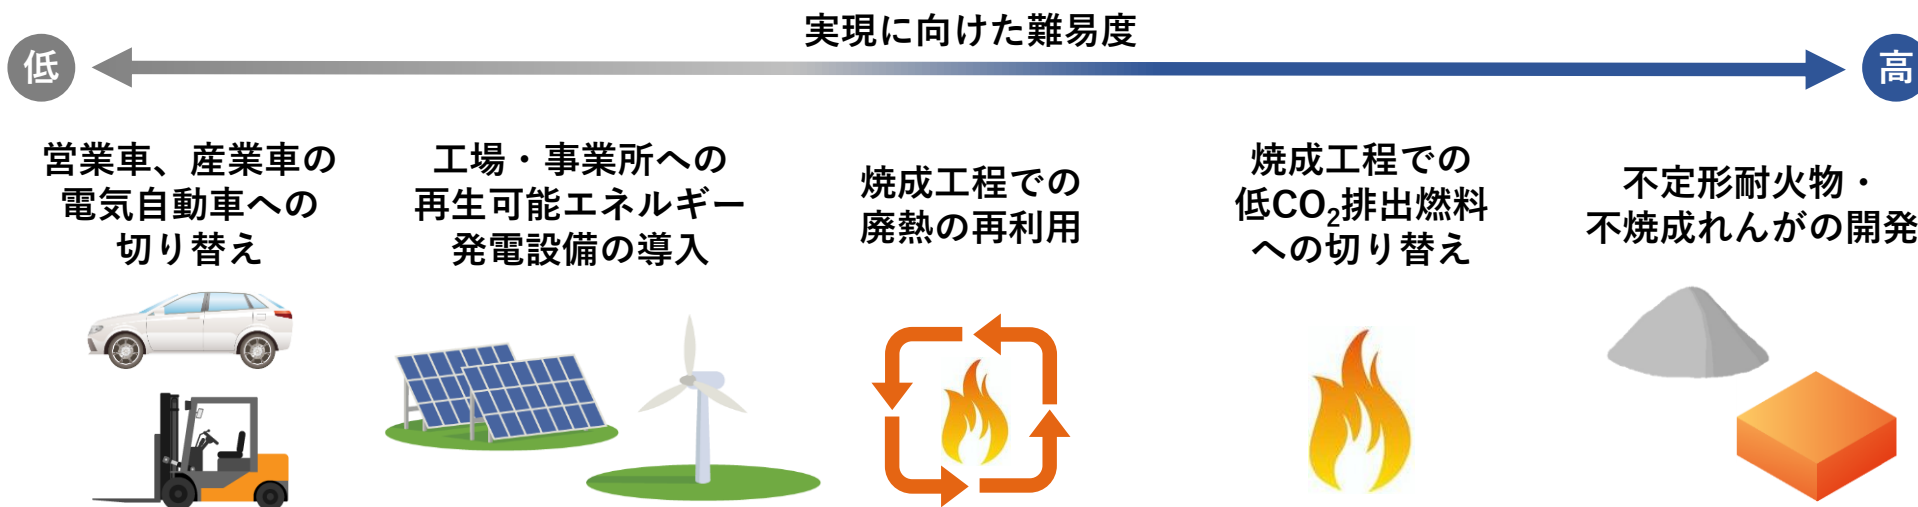 実現に向けた難易度
低
高
営業車、産業車の
電気自動車への
切り替え
工場・事業所への
再生可能エネルギー
発電設備の導入
焼成工程での
廃熱の再利用
焼成工程での
低CO₂排出燃料
への切り替え
不定形耐火物・
不焼成れんがの開発